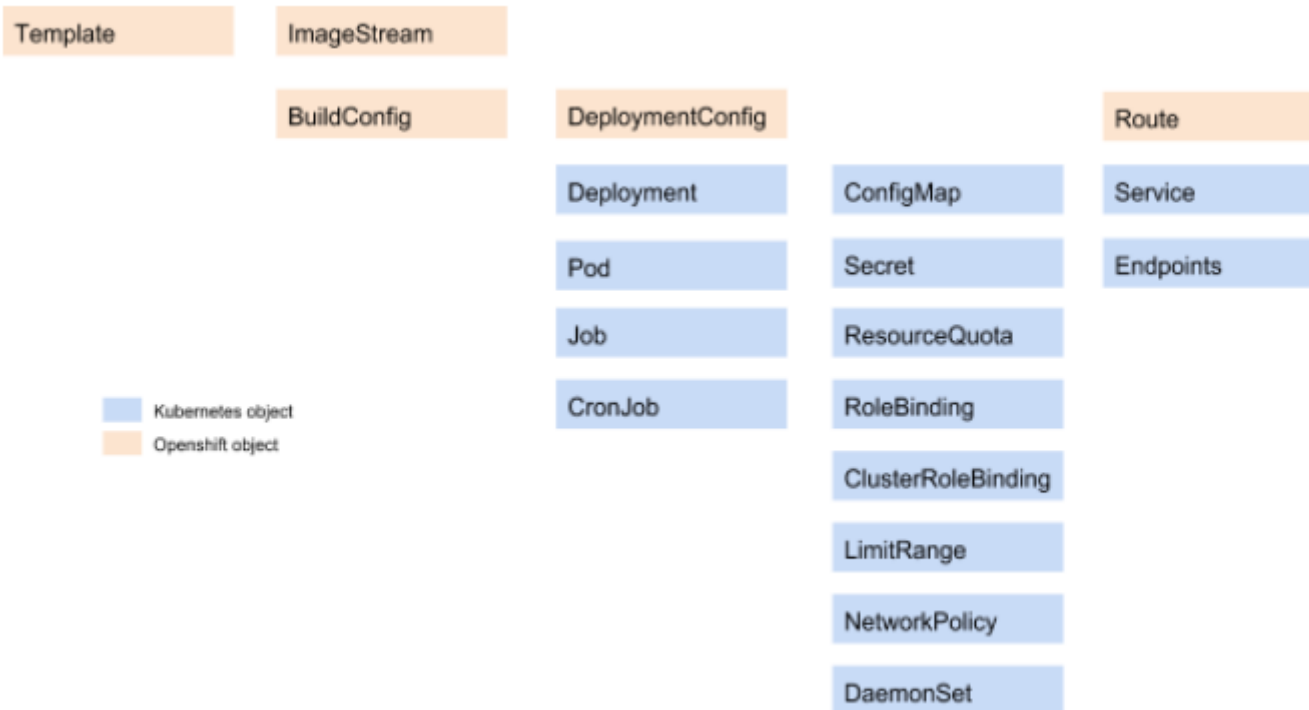 Template
ImageStream
BuildConfig
DeploymentConfig
Route
Deployment
ConfigMap
Service
Pod
Secret
Endpoints
Job
ResourceQuota
CronJob
RoleBinding
Kubernetes object
Openshift object
ClusterRoleBinding
LimitRange
NetworkPolicy
DaemonSet